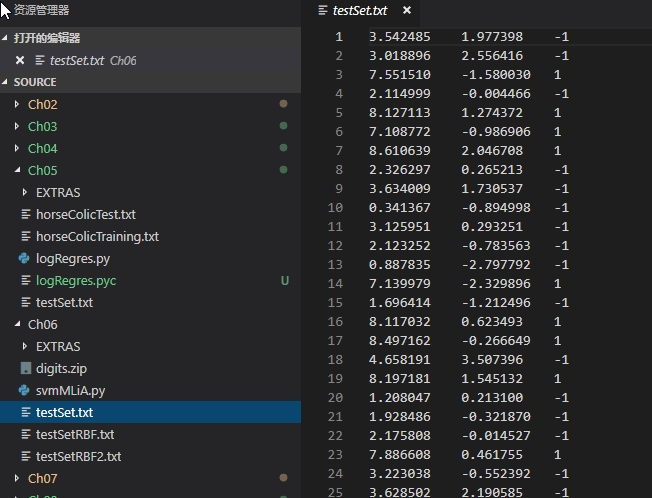 资源管理器
打开的编辑器
testSet.txt Ch06
SOURCE
Ch02
Ch03
Ch04
Ch05
EXTRAS
horseColicTest.txt
horseColicTraining.txt
logRegres.py
logRegres.pyc U
testSet.txt
Ch06
EXTRAS
digits.zip
svmMLiA.py
testSet.txt
testSetRBF.txt
testSetRBF2.txt
Ch07
testSet.txt
1 3.542485 1.977398 -1
2 3.018896 2.556416 -1
3 7.551510 -1.580030 1
4 2.114999 -0.004466 -1
5 8.127113 1.274372 1
6 7.108772 -0.986906 1
7 8.610639 2.046708 1
8 2.326297 0.265213 -1
9 3.634009 1.730537 -1
10 0.341367 -0.894998 -1
11 3.125951 0.293251 -1
12 2.123252 -0.783563 -1
13 0.887835 -2.797792 -1
14 7.139979 -2.329896 1
15 1.696414 -1.212496 -1
16 8.117032 0.623493 1
17 8.497162 -0.266649 1
18 4.658191 3.507396 -1
19 8.197181 1.545132 1
20 1.208047 0.213100 -1
21 1.928486 -0.321870 -1
22 2.175808 -0.014527 -1
23 7.886608 0.461755 1
24 3.223038 -0.552392 -1
25 3.628502 2.190585 -1